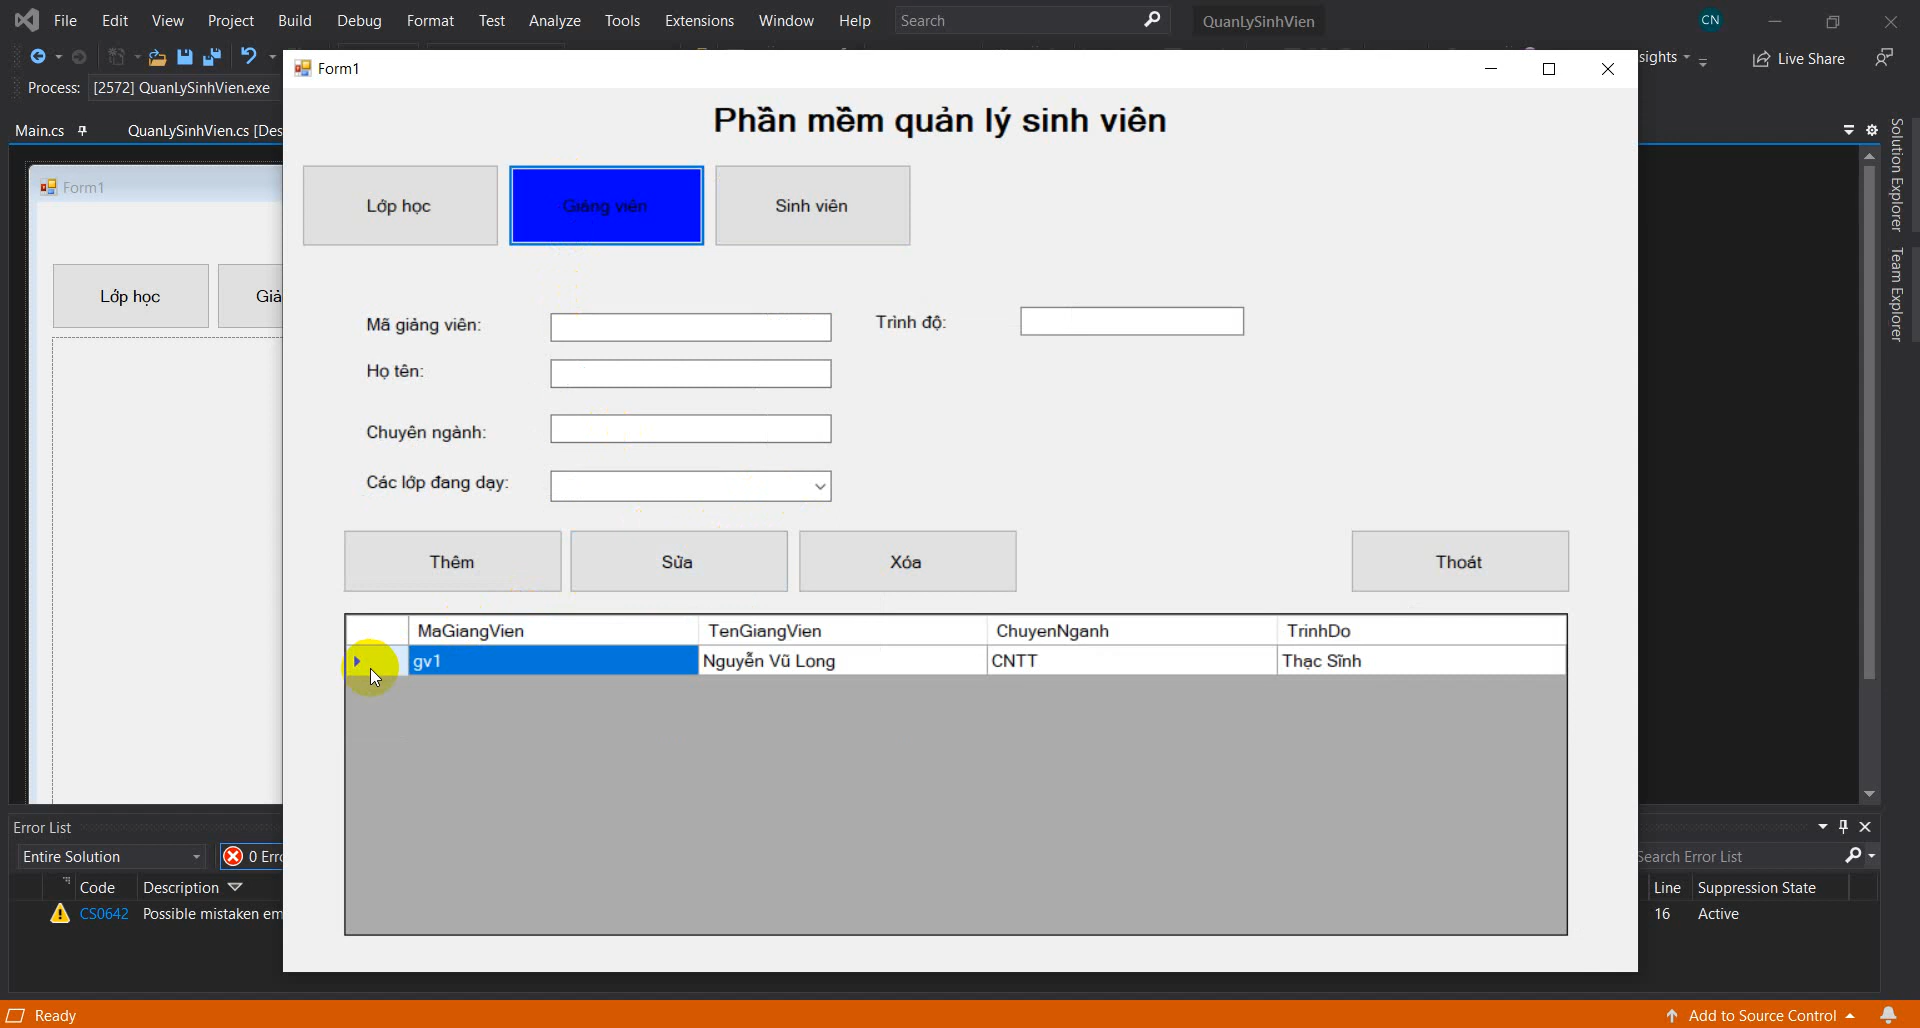 File Edit View Project Build Debug Format Test Analyze Tools Extensions Window Help Search QuanLySinhVien CN
sights Live Share
Process: [2572] QuanLySinhVien.exe
Form1
Main.cs QuanLySinhVien.cs [Des
Phần mềm quản lý sinh viên
Form1
Lớp học Giảng viên Sinh viên
Lớp học Giả
Mã giảng viên: Trình độ:
Họ tên:
Chuyên ngành:
Các lớp đang dạy:
Thêm Sửa Xóa Thoát
MaGiangVien TenGiangVien ChuyenNganh TrinhDo
gv1 Nguyễn Vũ Long CNTT Thạc Sĩnh
Solution Explorer
Team Explorer
Error List
Entire Solution 0 Erro Search Error List
Code Description Line Suppression State
CS0642 Possible mistaken em 16 Active
Ready Add to Source Control